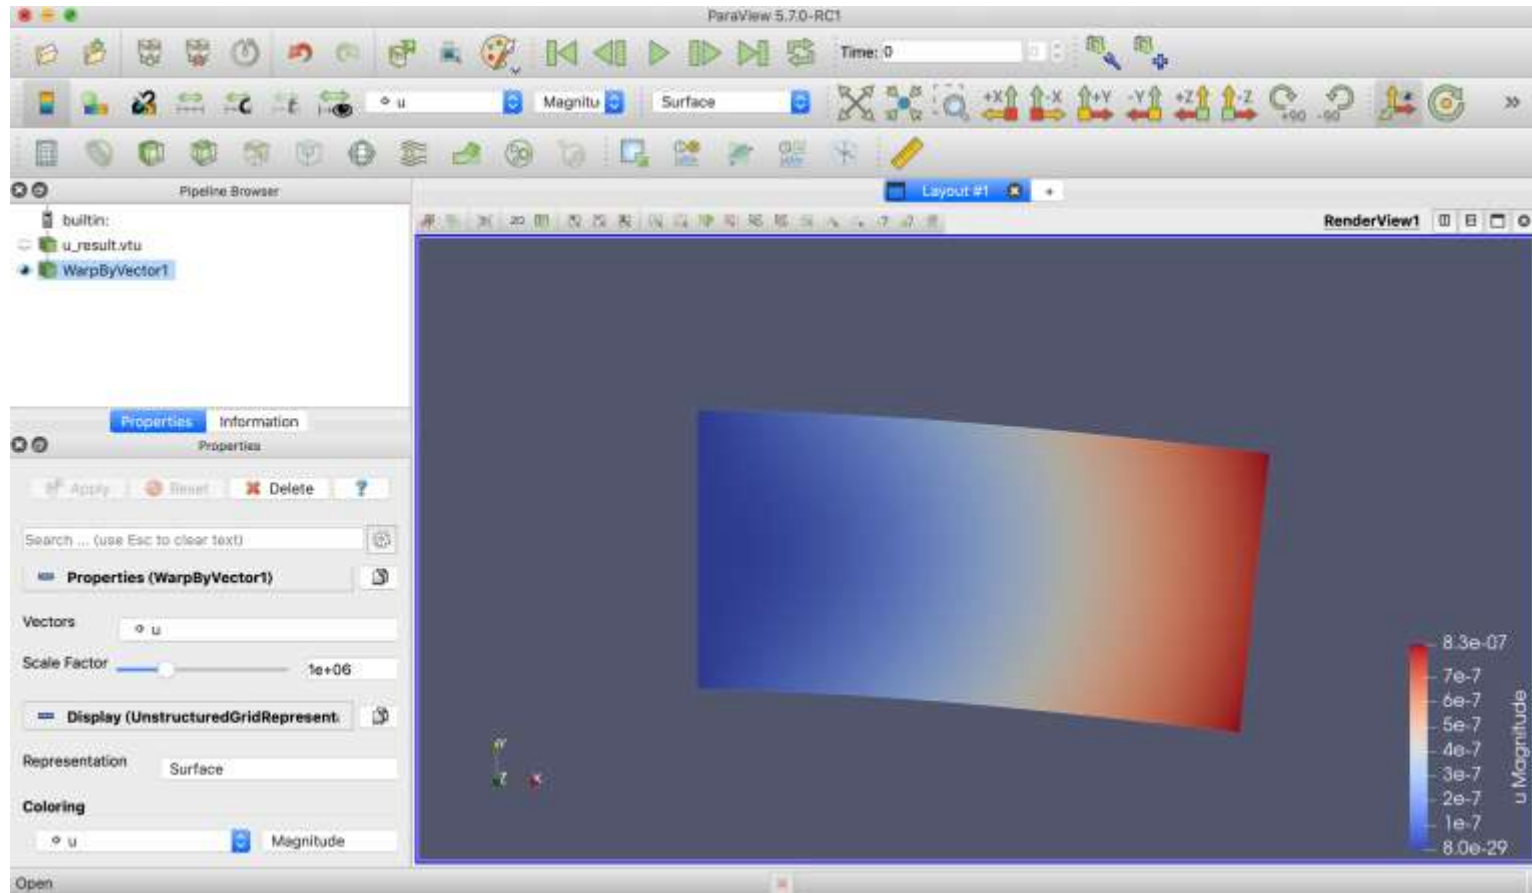 ParaView 5.7.0-RC1
Time: 0
u
Magnitu
Surface
+X
-X
+Y
-Y
+Z
-Z
+90
-90
»
Pipeline Browser
Layout #1
+
builtin:
u_result.vtu
WarpByVector1
2D
RenderView1
Properties
Information
Properties
Apply
Reset
Delete
?
Search ... (use Esc to clear text)
Properties (WarpByVector1)
Vectors
u
Scale Factor
1e+06
Display (UnstructuredGridRepresent
Representation
Surface
Coloring
u
Magnitude
Y
Z
X
8.3e-07
7e-7
6e-7
5e-7
4e-7
3e-7
2e-7
1e-7
8.0e-29
u Magnitude
Open